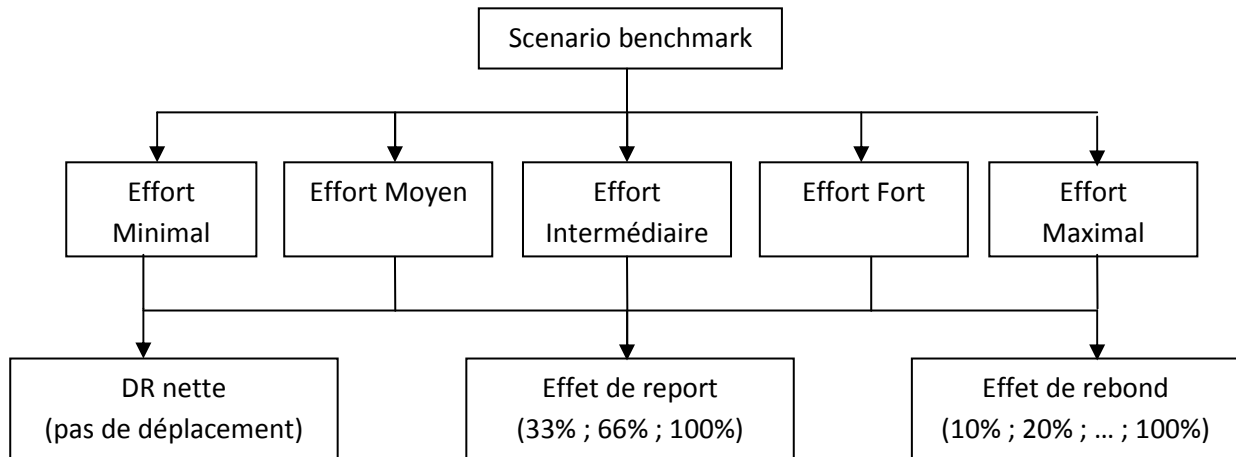 Scenario benchmark
Effort
Minimal
Effort Moyen
Effort
Intermédiaire
Effort Fort
Effort
Maximal
DR nette
(pas de déplacement)
Effet de report
(33% ; 66% ; 100%)
Effet de rebond
(10% ; 20% ; … ; 100%)